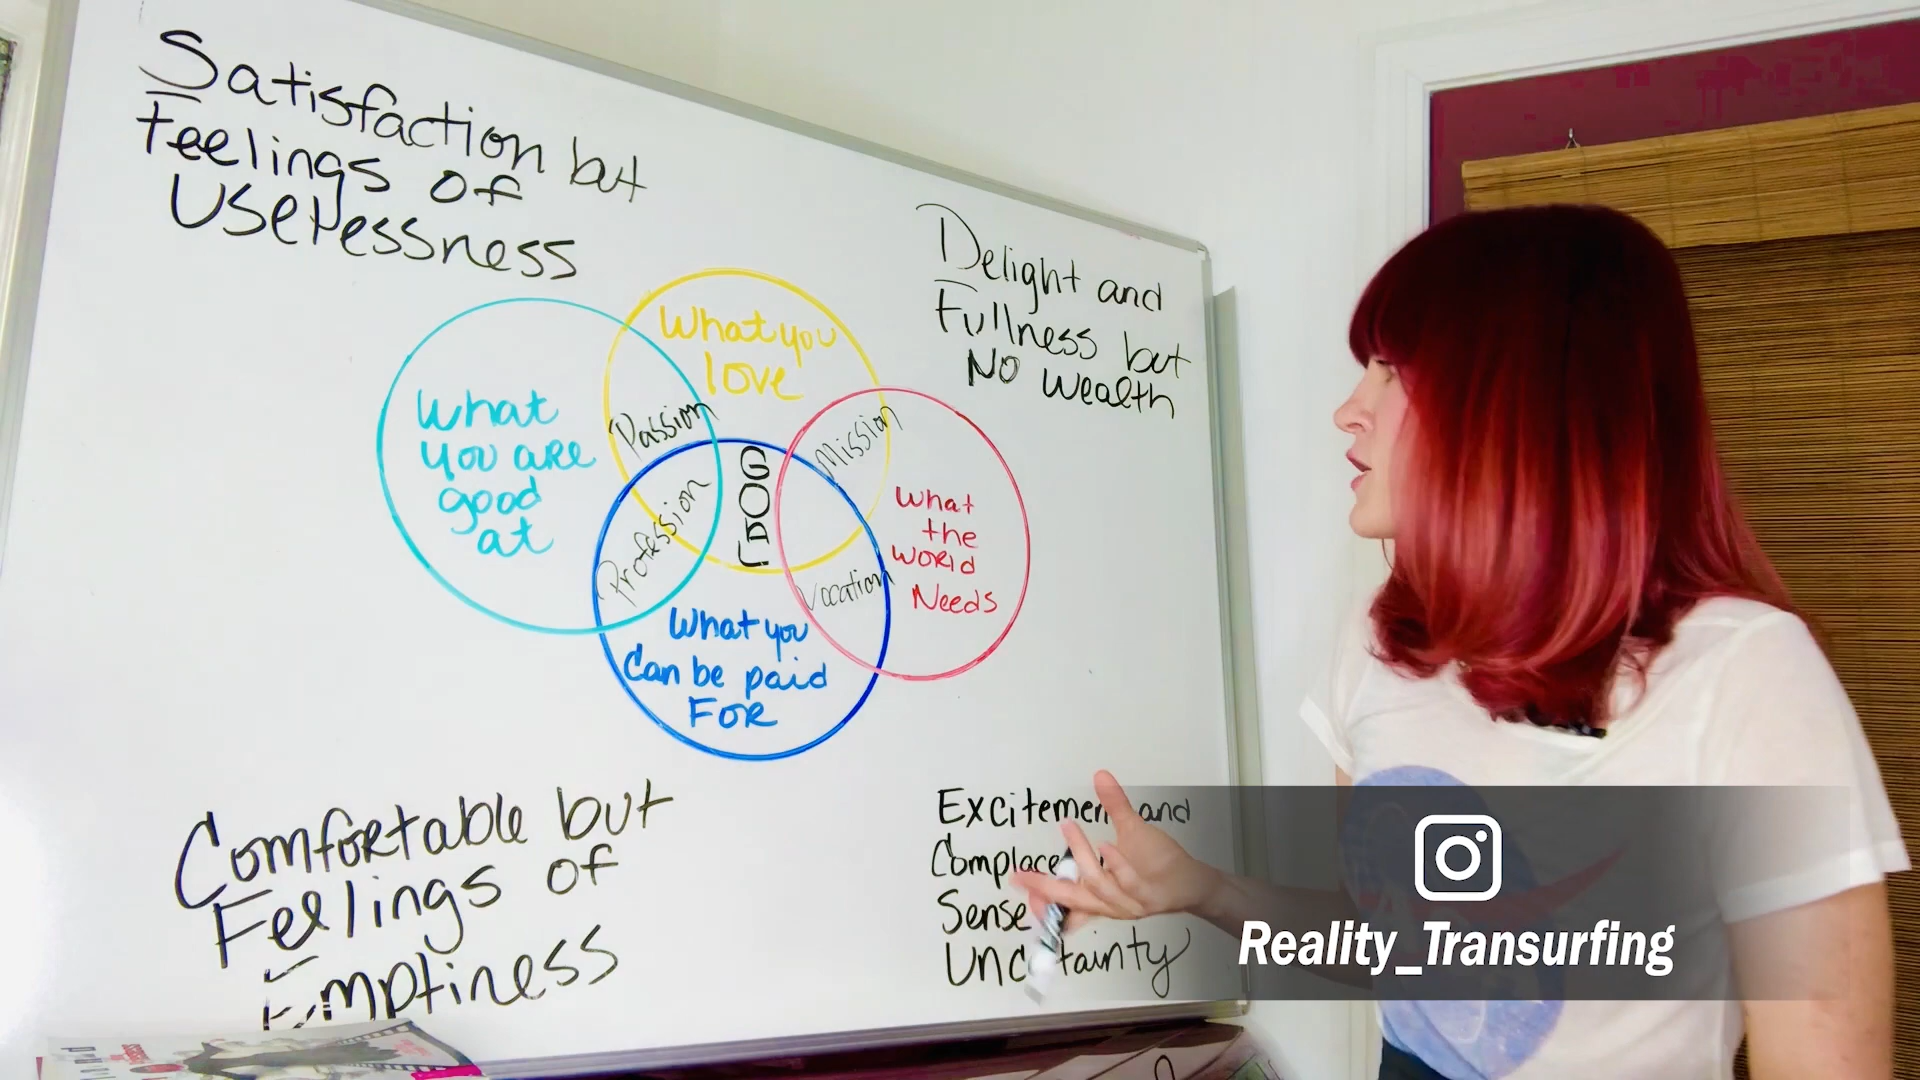 Satisfaction but
Feelings of
Uselessness
Delight and
Fullness but
NO Wealth
What you
love
What
you are
good
at
Passion
Mission
GOAL
What
the
World
Needs
Profession
Vocation
What you
Can be paid
FOR
Comfortable but
Feelings of
Emptiness
Excitement and
Sense
Reality_Transurfing